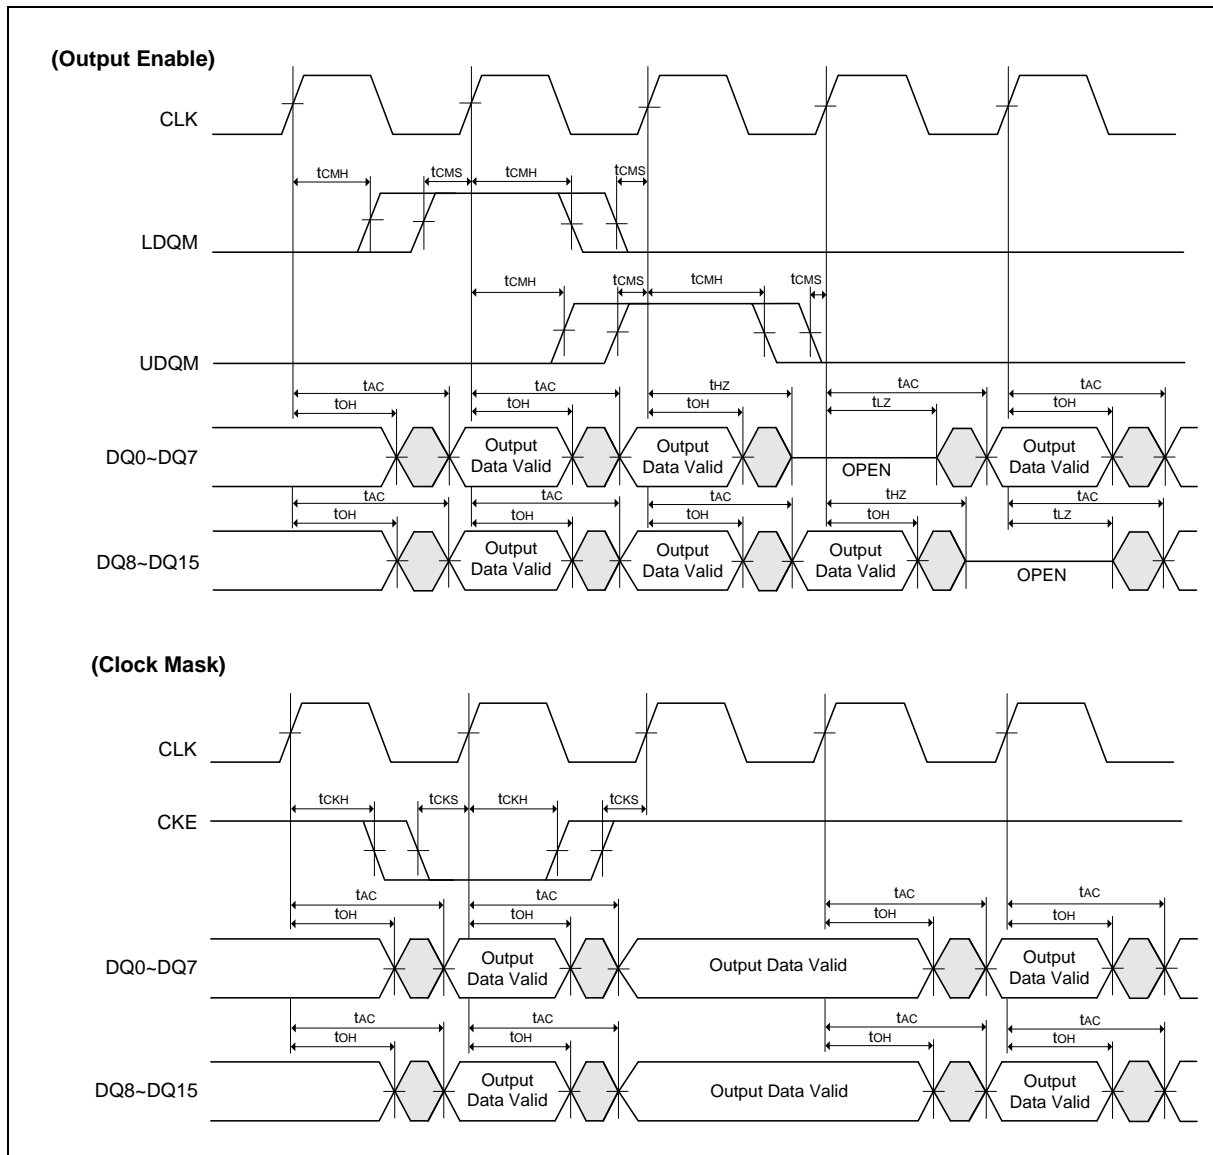 (Output Enable)
CLK
tCMH tCMS tCMH tCMS
LDQM
tCMH tCMS tCMH tCMS
UDQM
tAC tAC tHZ tAC tAC
tOH tOH tOH tLZ tOH
DQ0~DQ7
Output Data Valid
Output Data Valid
OPEN
Output Data Valid
tAC tAC tAC tHZ tAC
tOH tOH tOH tOH tLZ
DQ8~DQ15
Output Data Valid
Output Data Valid
Output Data Valid
OPEN
(Clock Mask)
CLK
tCKH tCKS tCKH tCKS
CKE
tAC tAC tAC tAC
tOH tOH tOH tOH
DQ0~DQ7
Output Data Valid
Output Data Valid
Output Data Valid
tAC tAC tAC tAC
tOH tOH tOH tOH
DQ8~DQ15
Output Data Valid
Output Data Valid
Output Data Valid